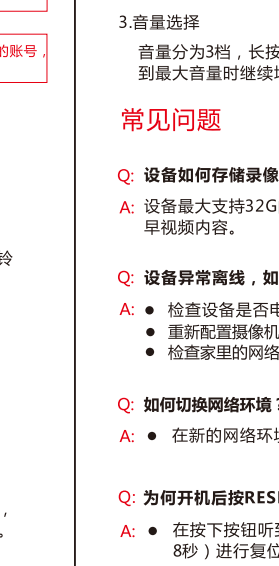 的账号，
铃
，
。
3.音量选择
音量分为3档，长按
到最大音量时继续
常见问题
Q: 设备如何存储录像
A: 设备最大支持32G
早视频内容。
Q: 设备异常离线，如
A: ● 检查设备是否
● 重新配置摄像机
● 检查家里的网络
Q: 如何切换网络环境
A: ● 在新的网络环
Q: 为何开机后按RES
A: ● 在按下按钮听
8秒）进行复位